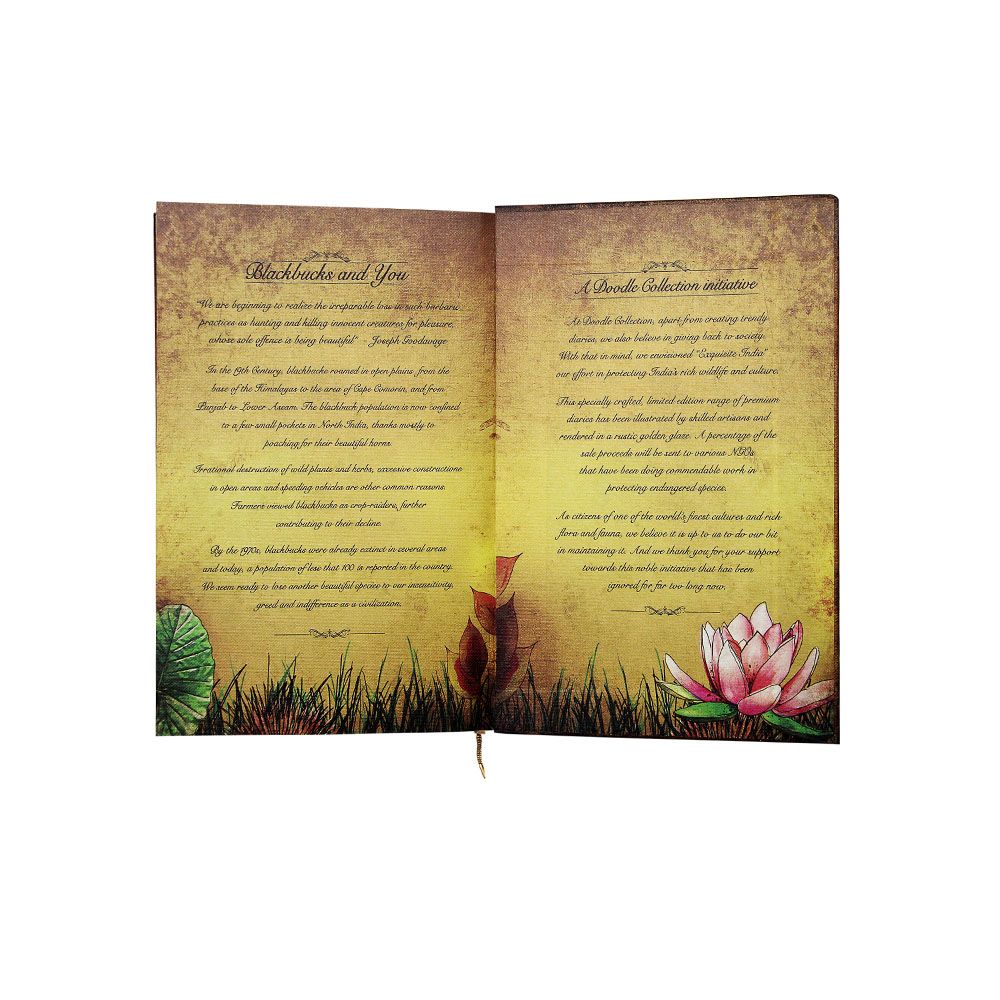 Blackbucks and You
"We are beginning to realize the irreparable loss in such barbaric
practices as hunting and killing innocent creatures for pleasure,
whose sole offence is being beautiful" - Joseph Goodavage
In the 19th Century, blackbucks roamed in open plains, from the
base of the Himalayas to the area of Cape Comorin, and from
Punjab to Lower Assam. The blackbuck population is now confined
to a few small pockets in North India, thanks mostly to
poaching for their beautiful horns.
Irrational destruction of wild plants and herbs, excessive constructions
in open areas and speeding vehicles are other common reasons.
Farmers viewed blackbucks as crop-raiders, further
contributing to their decline.
By the 1970s, blackbucks were already extinct in several areas
and today, a population of less that 100 is reported in the country.
We seem ready to lose another beautiful species to our insensitivity,
greed and indifference as a civilization.
A Doodle Collection initiative
At Doodle Collection, apart from creating trendy
diaries, we also believe in giving back to society.
With that in mind, we envisioned "Exquisite India"
our effort in protecting India's rich wildlife and culture.
This specially crafted, limited edition range of premium
diaries has been illustrated by skilled artisons and
rendered in a rustic golden glaze. A percentage of the
sale proceeds will be sent to various NGOs
that have been doing commendable work in
protecting endangered species.
As citizens of one of the world's finest cultures and rich
flora and fauna, we believe it is up to us to do our bit
in maintaining it. And we thank you for your support
towards this noble initiative that has been
ignored for far too long now.